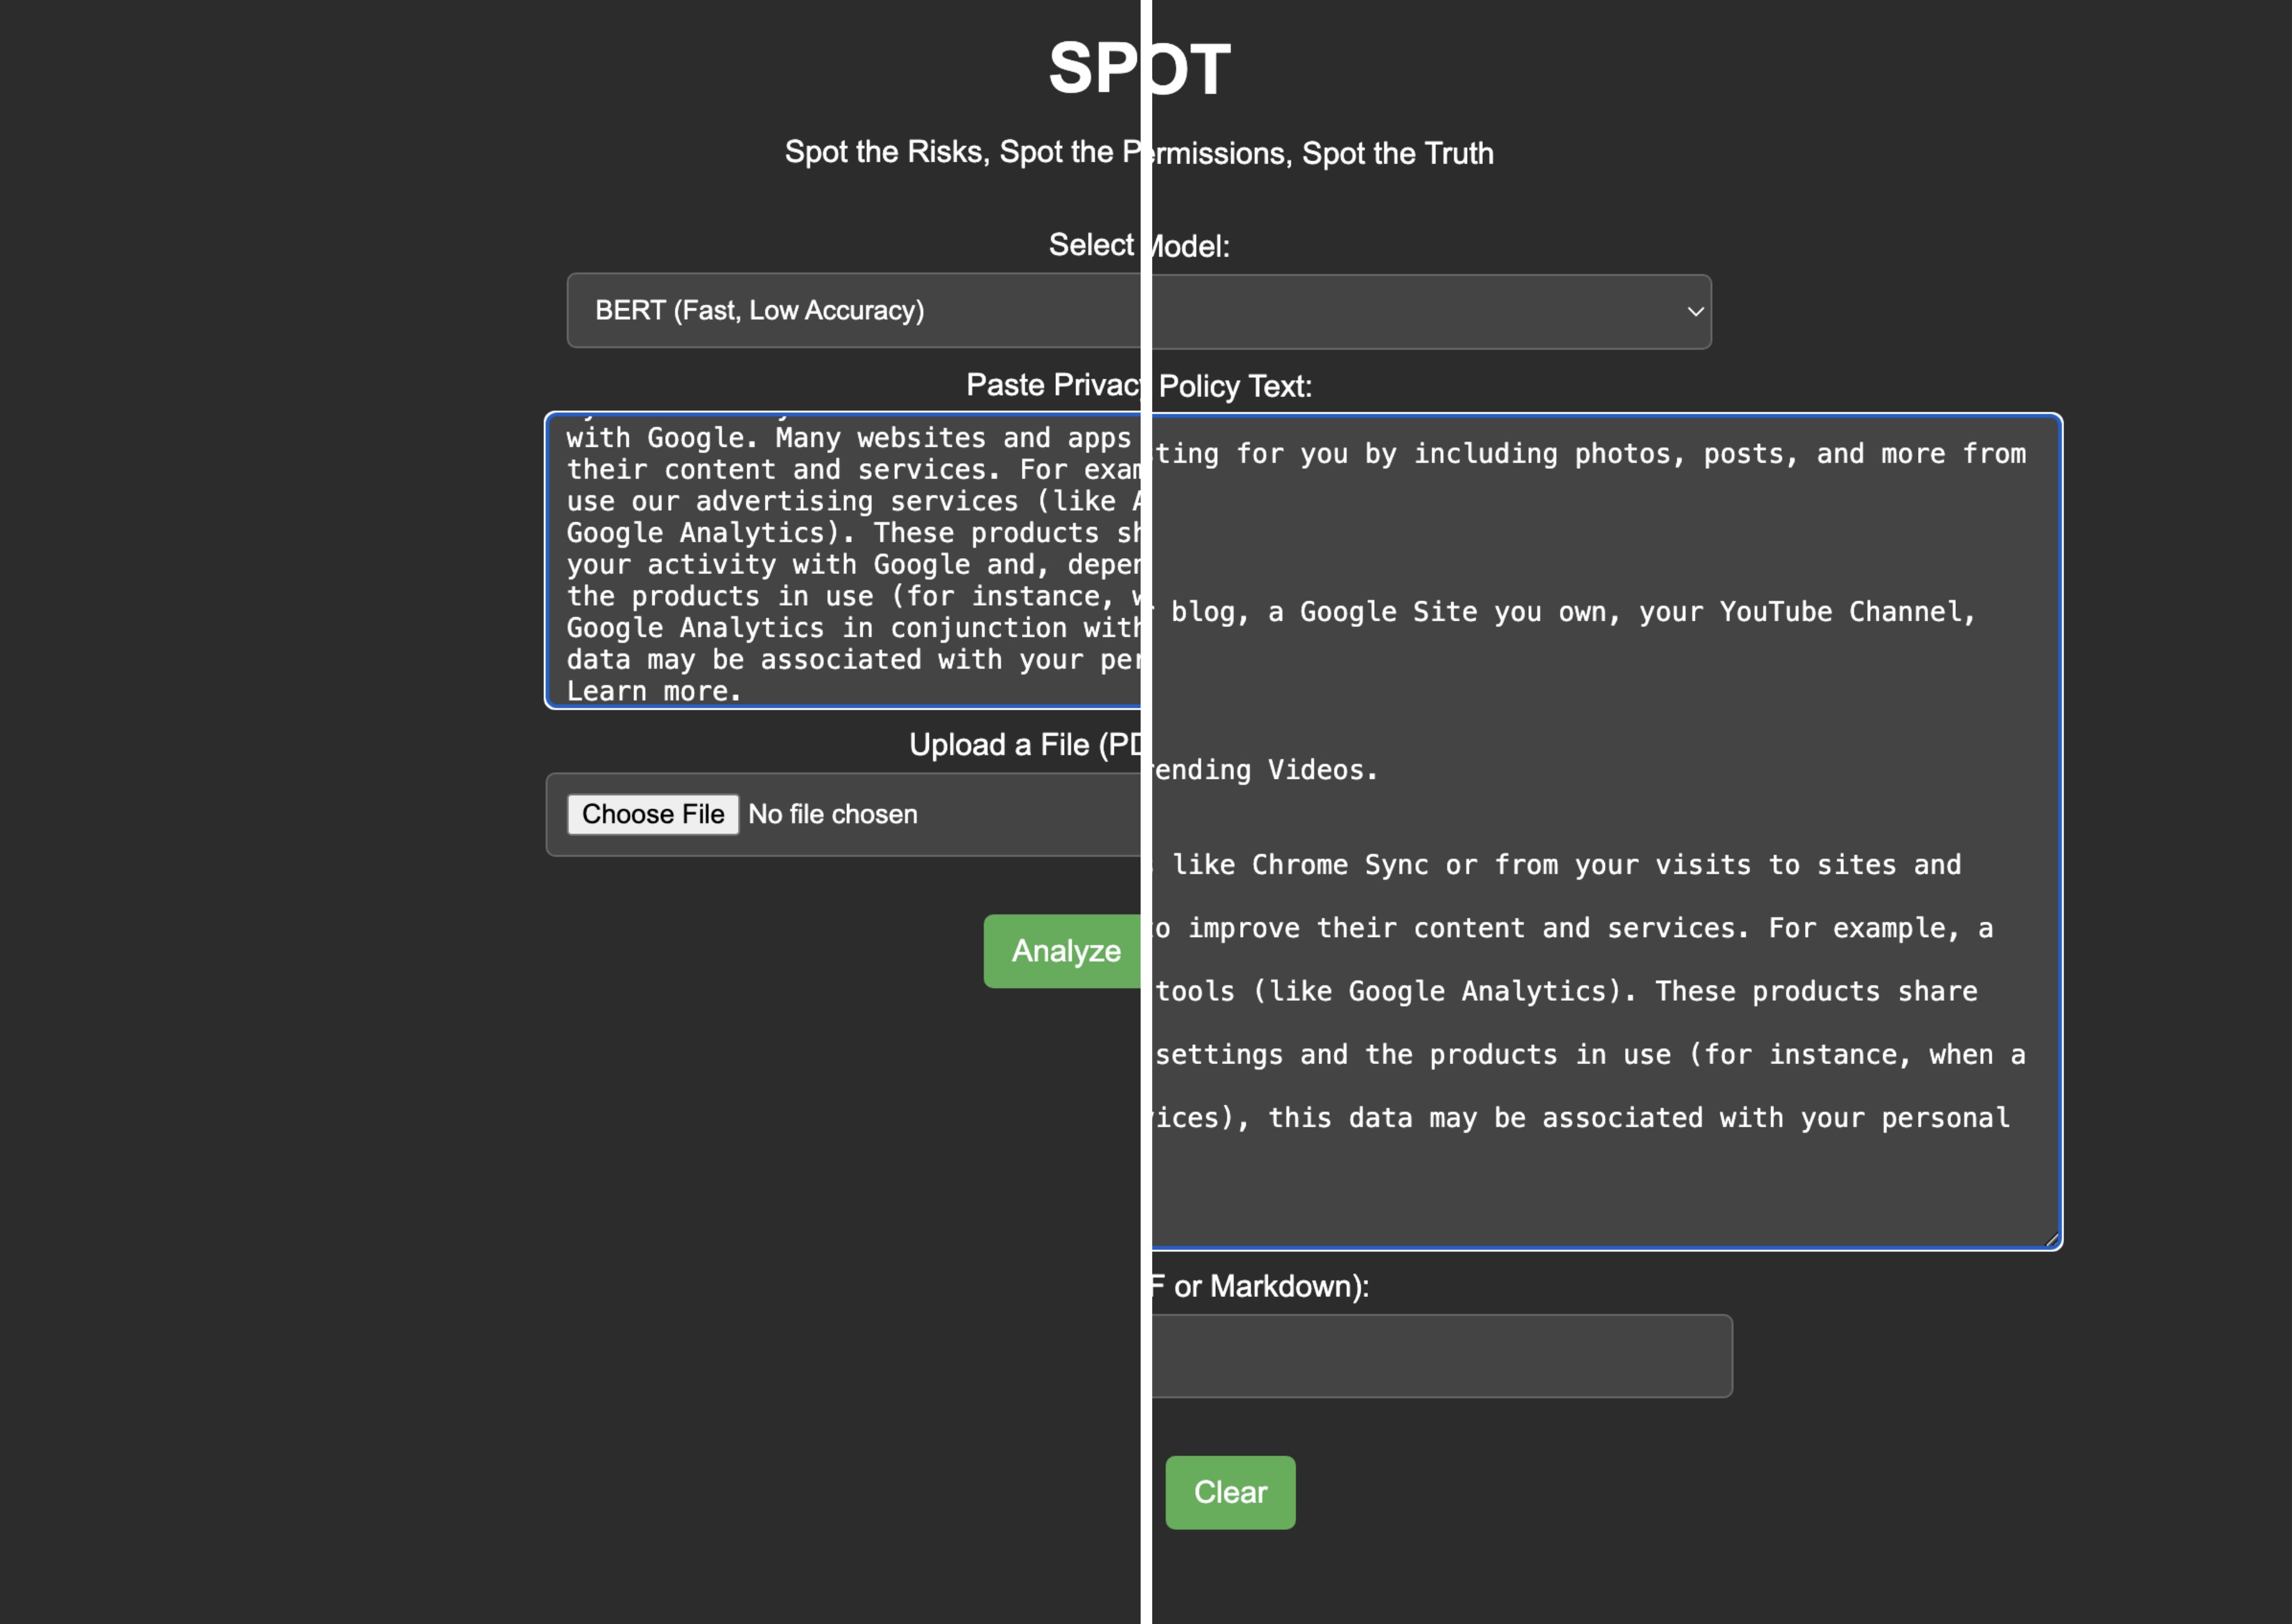 SPOT
Spot the Risks, Spot the Permissions, Spot the Truth
Select Model:
BERT (Fast, Low Accuracy)
Paste Privacy Policy Text:
with Google. Many websites and apps
their content and services. For exam
use our advertising services (like
Google Analytics). These products sh
your activity with Google and, depen
the products in use (for instance,
Google Analytics in conjunction with
data may be associated with your per
Learn more.
Upload a File (PD
Choose File No file chosen
Analyze
ting for you by including photos, posts, and more from
blog, a Google Site you own, your YouTube Channel,
ending Videos.
like Chrome Sync or from your visits to sites and
to improve their content and services. For example, a
tools (like Google Analytics). These products share
settings and the products in use (for instance, when a
ices), this data may be associated with your personal
F or Markdown):
Clear